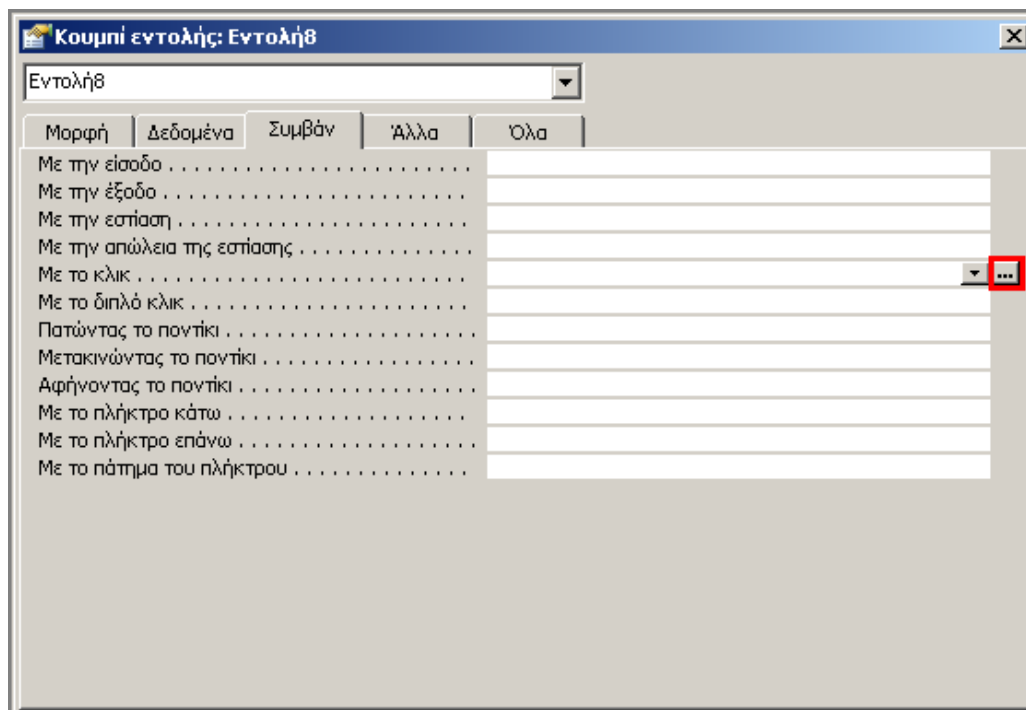 Κουμπί εντολής: Εντολή8
Εντολή8
Μορφή Δεδομένα Συμβάν Άλλα Όλα
Με την είσοδο . . . . . . . . . . . . . . . . . . . . . . . .
Με την έξοδο . . . . . . . . . . . . . . . . . . . . . . . .
Με την εστίαση . . . . . . . . . . . . . . . . . . . . . . .
Με την απώλεια της εστίασης . . . . . . . . . . . . . .
Με το κλικ . . . . . . . . . . . . . . . . . . . . . . . . . . ...
Με το διπλό κλικ . . . . . . . . . . . . . . . . . . . . . .
Πατώντας το ποντίκι . . . . . . . . . . . . . . . . . . . .
Μετακινώντας το ποντίκι . . . . . . . . . . . . . . . . .
Αφήνοντας το ποντίκι . . . . . . . . . . . . . . . . . . .
Με το πλήκτρο κάτω . . . . . . . . . . . . . . . . . . .
Με το πλήκτρο επάνω . . . . . . . . . . . . . . . . . . .
Με το πάτημα του πλήκτρου . . . . . . . . . . . . . .